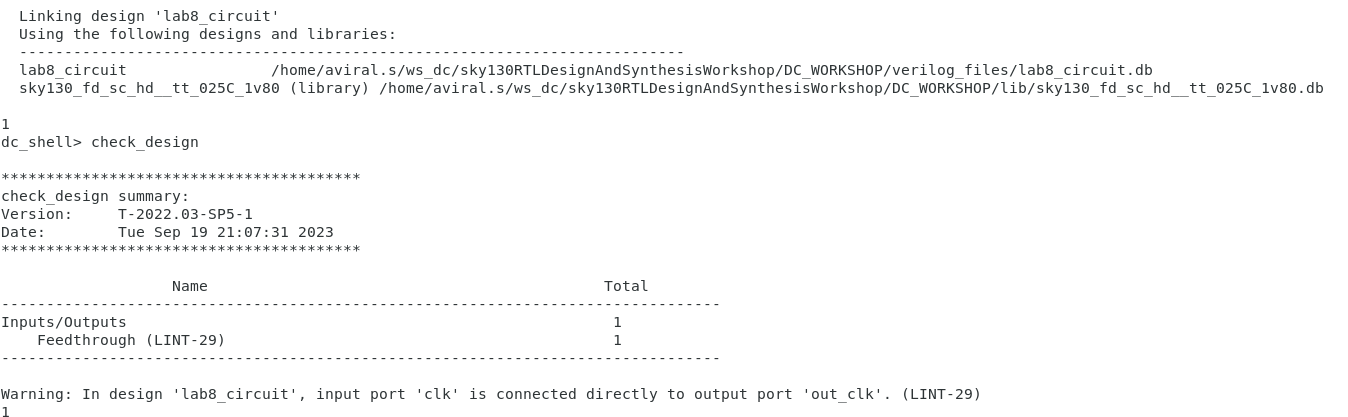 Linking design 'lab8_circuit'
Using the following designs and libraries:
--------------------------------------------------------------------------
lab8_circuit                /home/aviral.s/ws_dc/sky130RTLDesignAndSynthesisWorkshop/DC_WORKSHOP/verilog_files/lab8_circuit.db
sky130_fd_sc_hd__tt_025C_1v80 (library) /home/aviral.s/ws_dc/sky130RTLDesignAndSynthesisWorkshop/DC_WORKSHOP/lib/sky130_fd_sc_hd__tt_025C_1v80.db
1
dc_shell> check_design
****************************************
check_design summary:
Version:     T-2022.03-SP5-1
Date:        Tue Sep 19 21:07:31 2023
****************************************
Name                                            Total
--------------------------------------------------------------------------------
Inputs/Outputs                                                      1
Feedthrough (LINT-29)                                           1
--------------------------------------------------------------------------------
Warning: In design 'lab8_circuit', input port 'clk' is connected directly to output port 'out_clk'. (LINT-29)
1